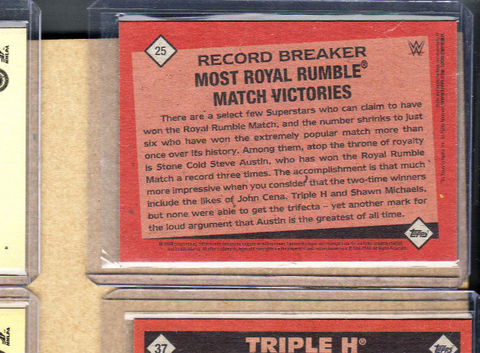 25
RECORD BREAKER
W
MOST ROYAL RUMBLE®
MATCH VICTORIES
There are a select few Superstars who can claim to have
won the Royal Rumble Match, and the number shrinks to just
six who have won the extremely popular match more than
once over its history. Among them, atop the throne of royalty
is Stone Cold Steve Austin, who has won the Royal Rumble
Match a record three times. The accomplishment is that much
more impressive when you consider that the two-time winners
include the likes of John Cena, Triple H and Shawn Michaels,
but none were able to get the trifecta – yet another mark for
the loud argument that Austin is the greatest of all time.
Topps
37
TRIPLE H®
Topps